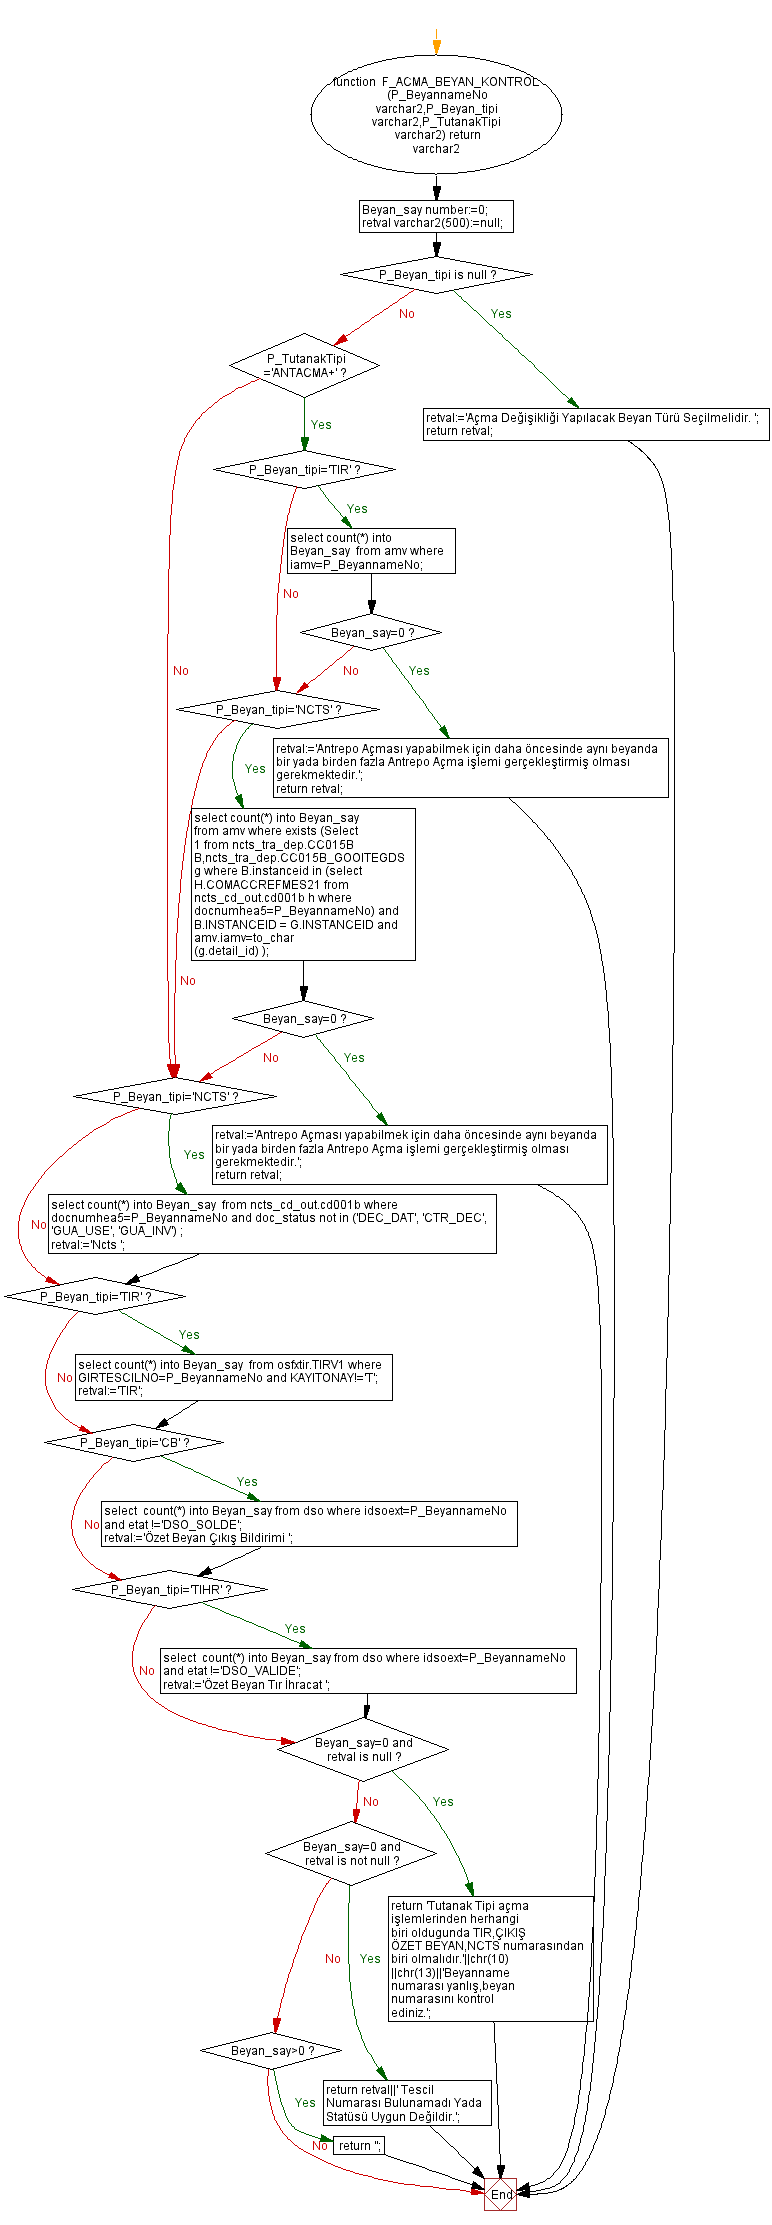 function F_ACMA_BEYAN_KONTROL
(P_BeyannameNo
varchar2,P_Beyan_tipi
varchar2,P_TutanakTipi
varchar2) return
varchar2
Beyan_say number:=0;
retval varchar2(500):=null;
P_Beyan_tipi is null ?
No
Yes
P_TutanakTipi
='ANTACMA+' ?
retval:='Açma Değişikliği Yapılacak Beyan Türü Seçilmelidir. ';
return retval;
Yes
P_Beyan_tipi='TIR' ?
Yes
select count(*) into
Beyan_say from amv where
iamv=P_BeyannameNo;
No
Beyan_say=0 ?
No
No
Yes
P_Beyan_tipi='NCTS' ?
retval:='Antrepo Açması yapabilmek için daha öncesinde aynı beyanda
bir yada birden fazla Antrepo Açma işlemi gerçekleştirmiş olması
gerekmektedir.';
return retval;
Yes
select count(*) into Beyan_say
from amv where exists (Select
1 from ncts_tra_dep.CC015B
B,ncts_tra_dep.CC015B_GOOITEGDS
g where B.instanceid in (select
H.COMACCREFMES21 from
ncts_cd_out.cd001b h where
docnumhea5=P_BeyannameNo) and
B.INSTANCEID = G.INSTANCEID and
amv.iamv=to_char
(g.detail_id) );
No
Beyan_say=0 ?
No
Yes
P_Beyan_tipi='NCTS' ?
retval:='Antrepo Açması yapabilmek için daha öncesinde aynı beyanda
bir yada birden fazla Antrepo Açma işlemi gerçekleştirmiş olması
gerekmektedir.';
return retval;
Yes
select count(*) into Beyan_say from ncts_cd_out.cd001b where
docnumhea5=P_BeyannameNo and doc_status not in ('DEC_DAT', 'CTR_DEC',
'GUA_USE', 'GUA_INV') ;
retval:='Ncts ';
No
P_Beyan_tipi='TIR' ?
Yes
select count(*) into Beyan_say from osfxtir.TIRV1 where
GIRTESCILNO=P_BeyannameNo and KAYITONAY!='T';
retval:='TIR';
No
P_Beyan_tipi='CB' ?
Yes
select count(*) into Beyan_say from dso where idsoext=P_BeyannameNo
and etat !='DSO_SOLDE';
retval:='Özet Beyan Çıkış Bildirimi ';
No
P_Beyan_tipi='TIHR' ?
Yes
select count(*) into Beyan_say from dso where idsoext=P_BeyannameNo
and etat !='DSO_VALIDE';
retval:='Özet Beyan Tır İhracat ';
No
Beyan_say=0 and
retval is null ?
No
Yes
Beyan_say=0 and
retval is not null ?
return 'Tutanak Tipi açma
işlemlerinden herhangi
biri oldugunda TIR,ÇIKIŞ
ÖZET BEYAN,NCTS numarasından
biri olmalıdır.'||chr(10)
||chr(13)||'Beyanname
numarası yanlış,beyan
numarasını kontrol
ediniz.';
No
Yes
Beyan_say>0 ?
return retval||' Tescil
Numarası Bulunamadı Yada
Statüsü Uygun Değildir.';
Yes
No
return '';
End